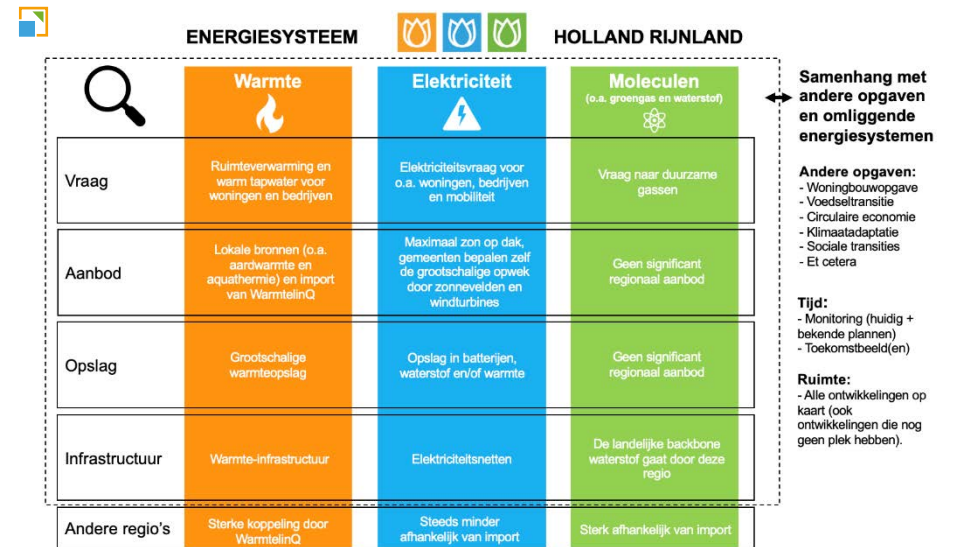 ENERGIESYSTEEM
HOLLAND RIJNLAND
Warmte
Elektriciteit
Moleculen
(o.a. groengas en waterstof)
Vraag
Ruimteverwarming en
warm tapwater voor
woningen en bedrijven
Elektriciteitsvraag voor
o.a. woningen, bedrijven
en mobiliteit
Vraag naar duurzame
gassen
Aanbod
Lokale bronnen (o.a.
aardwarmte en
aquathermie) en import
van WarmtelinQ
Maximaal zon op dak,
gemeenten bepalen zelf
de grootschalige opwek
door zonnevelden en
windturbines
Geen significant
regionaal aanbod
Opslag
Grootschalige
warmteopslag
Opslag in batterijen,
waterstof en/of warmte
Geen significant
regionaal aanbod
Infrastructuur
Warmte-infrastructuur
Elektriciteitsnetten
De landelijke backbone
waterstof gaat door deze
regio
Andere regio's
Sterke koppeling door
WarmtelinQ
Steeds minder
afhankelijk van import
Sterk afhankelijk van import
Samenhang met
andere opgaven
en omliggende
energiesystemen
Andere opgaven:
- Woningbouwopgave
- Voedseltransitie
- Circulaire economie
- Klimaatadaptatie
- Sociale transities
- Et cetera
Tijd:
- Monitoring (huidig +
bekende plannen)
- Toekomstbeeld(en)
Ruimte:
- Alle ontwikkelingen op
kaart (ook
ontwikkelingen die nog
geen plek hebben).